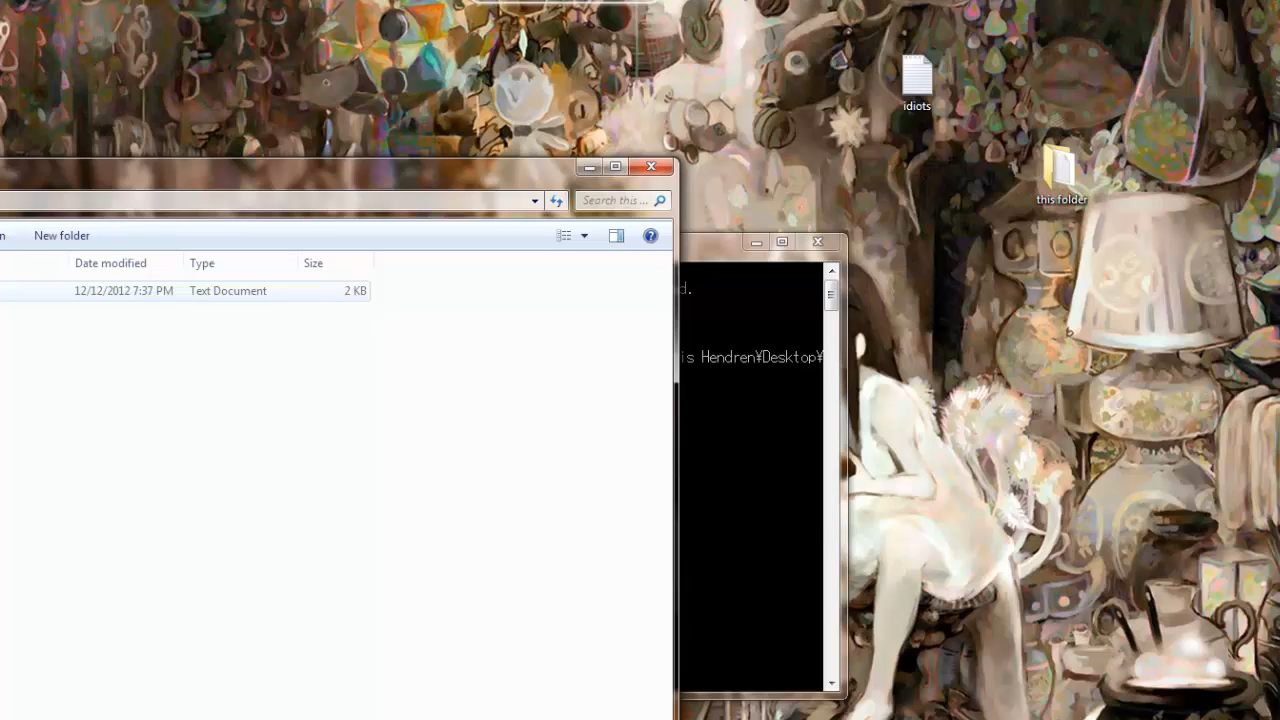 idiots
this folder
Search this ...
New folder
Date modified
Type
Size
12/12/2012 7:37 PM
Text Document
2 KB
d.
is Hendren¥Desktop¥